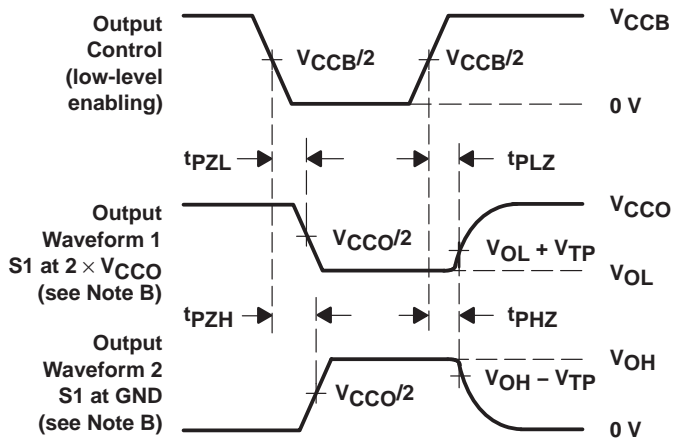 Output
Control
(low-level
enabling)
VCCB/2
VCCB/2
VCCB
0 V
tPZL
tPLZ
Output
Waveform 1
S1 at 2 × VCCO
(see Note B)
VCCO/2
VCCO
VOL + VTP
VOL
tPZH
tPHZ
Output
Waveform 2
S1 at GND
(see Note B)
VCCO/2
VOH
VOH − VTP
0 V